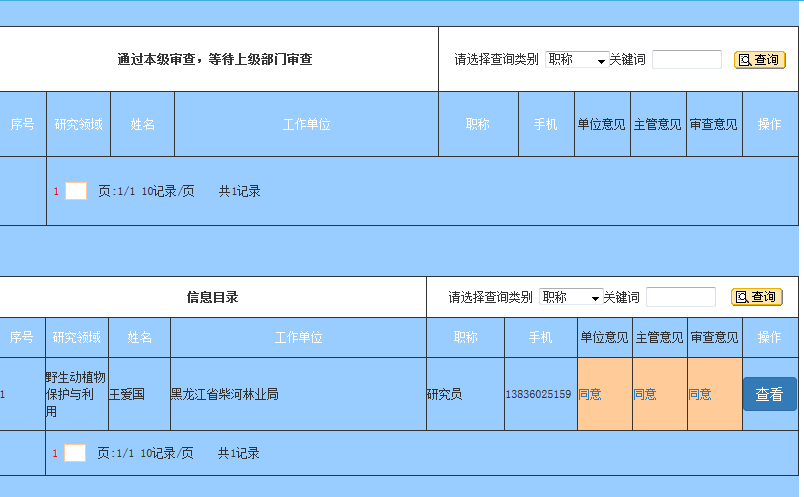 通过本级审查，等待上级部门审查 请选择查询类别 职称 关键词 查询
序号 研究领域 姓名 工作单位 职称 手机 单位意见 主管意见 审查意见 操作
1 页:1/1 10记录/页 共1记录
信息目录 请选择查询类别 职称 关键词 查询
序号 研究领域 姓名 工作单位 职称 手机 单位意见 主管意见 审查意见 操作
1 野生动植物
保护与利
用 王爱国 黑龙江省柴河林业局 研究员 13836025159 同意 同意 同意 查看
1 页:1/1 10记录/页 共1记录